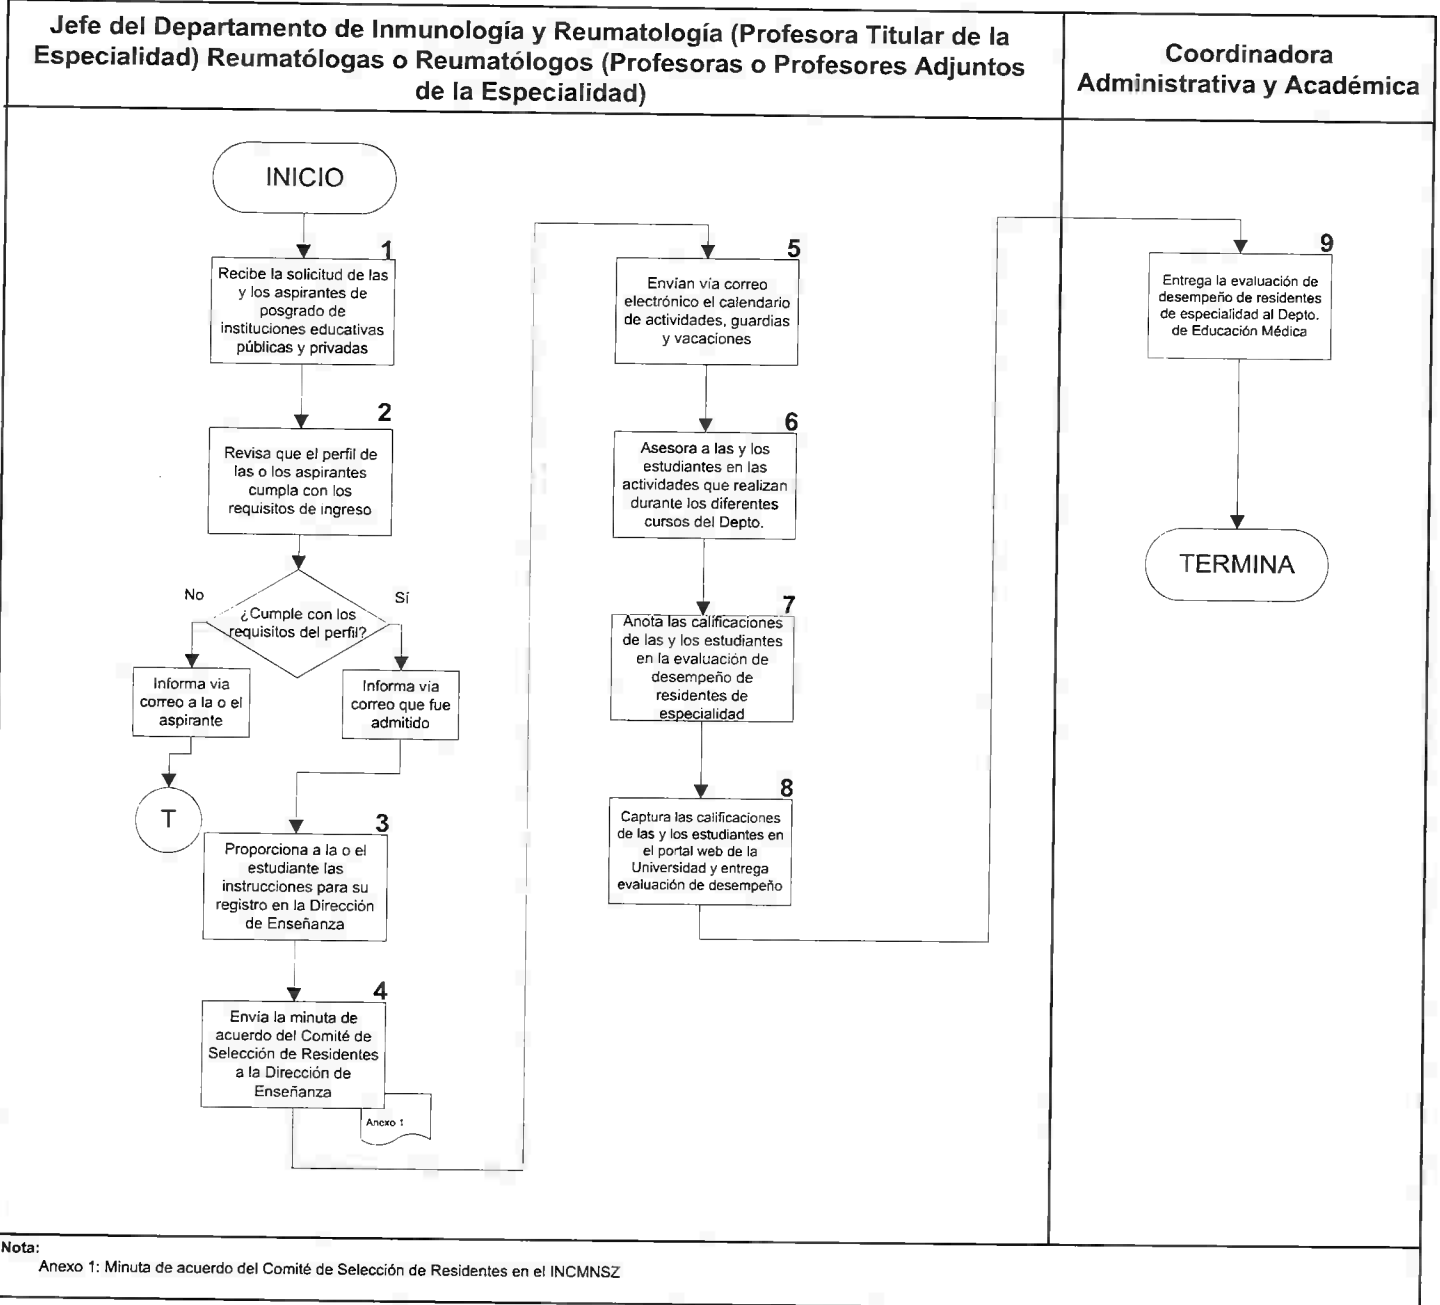 Jefe del Departamento de Inmunología y Reumatología (Profesora Titular de la
Especialidad) Reumatólogas o Reumatólogos (Profesoras o Profesores Adjuntos
de la Especialidad)
Coordinadora
Administrativa y Académica
INICIO
1
Recibe la solicitud de las
y los aspirantes de
posgrado de
instituciones educativas
públicas y privadas
2
Revisa que el perfil de
las o los aspirantes
cumpla con los
requisitos de ingreso
No
Sí
¿Cumple con los
requisitos del perfil?
Informa via
correo a la o el
aspirante
Informa vía
correo que fue
admitido
T
3
Proporciona a la o el
estudiante las
instrucciones para su
registro en la Dirección
de Enseñanza
4
Envía la minuta de
acuerdo del Comité de
Selección de Residentes
a la Dirección de
Enseñanza
Anexo 1
5
Envían vía correo
electrónico el calendario
de actividades, guardias
y vacaciones
6
Asesora a las y los
estudiantes en las
actividades que realizan
durante los diferentes
cursos del Depto.
7
Anota las calificaciones
de las y los estudiantes
en la evaluación de
desempeño de
residentes de
especialidad
8
Captura las calificaciones
de las y los estudiantes en
el portal web de la
Universidad y entrega
evaluación de desempeño
9
Entrega la evaluación de
desempeño de residentes
de especialidad al Depto.
de Educación Médica
TERMINA
Nota:
Anexo 1: Minuta de acuerdo del Comité de Selección de Residentes en el INCMNSZ